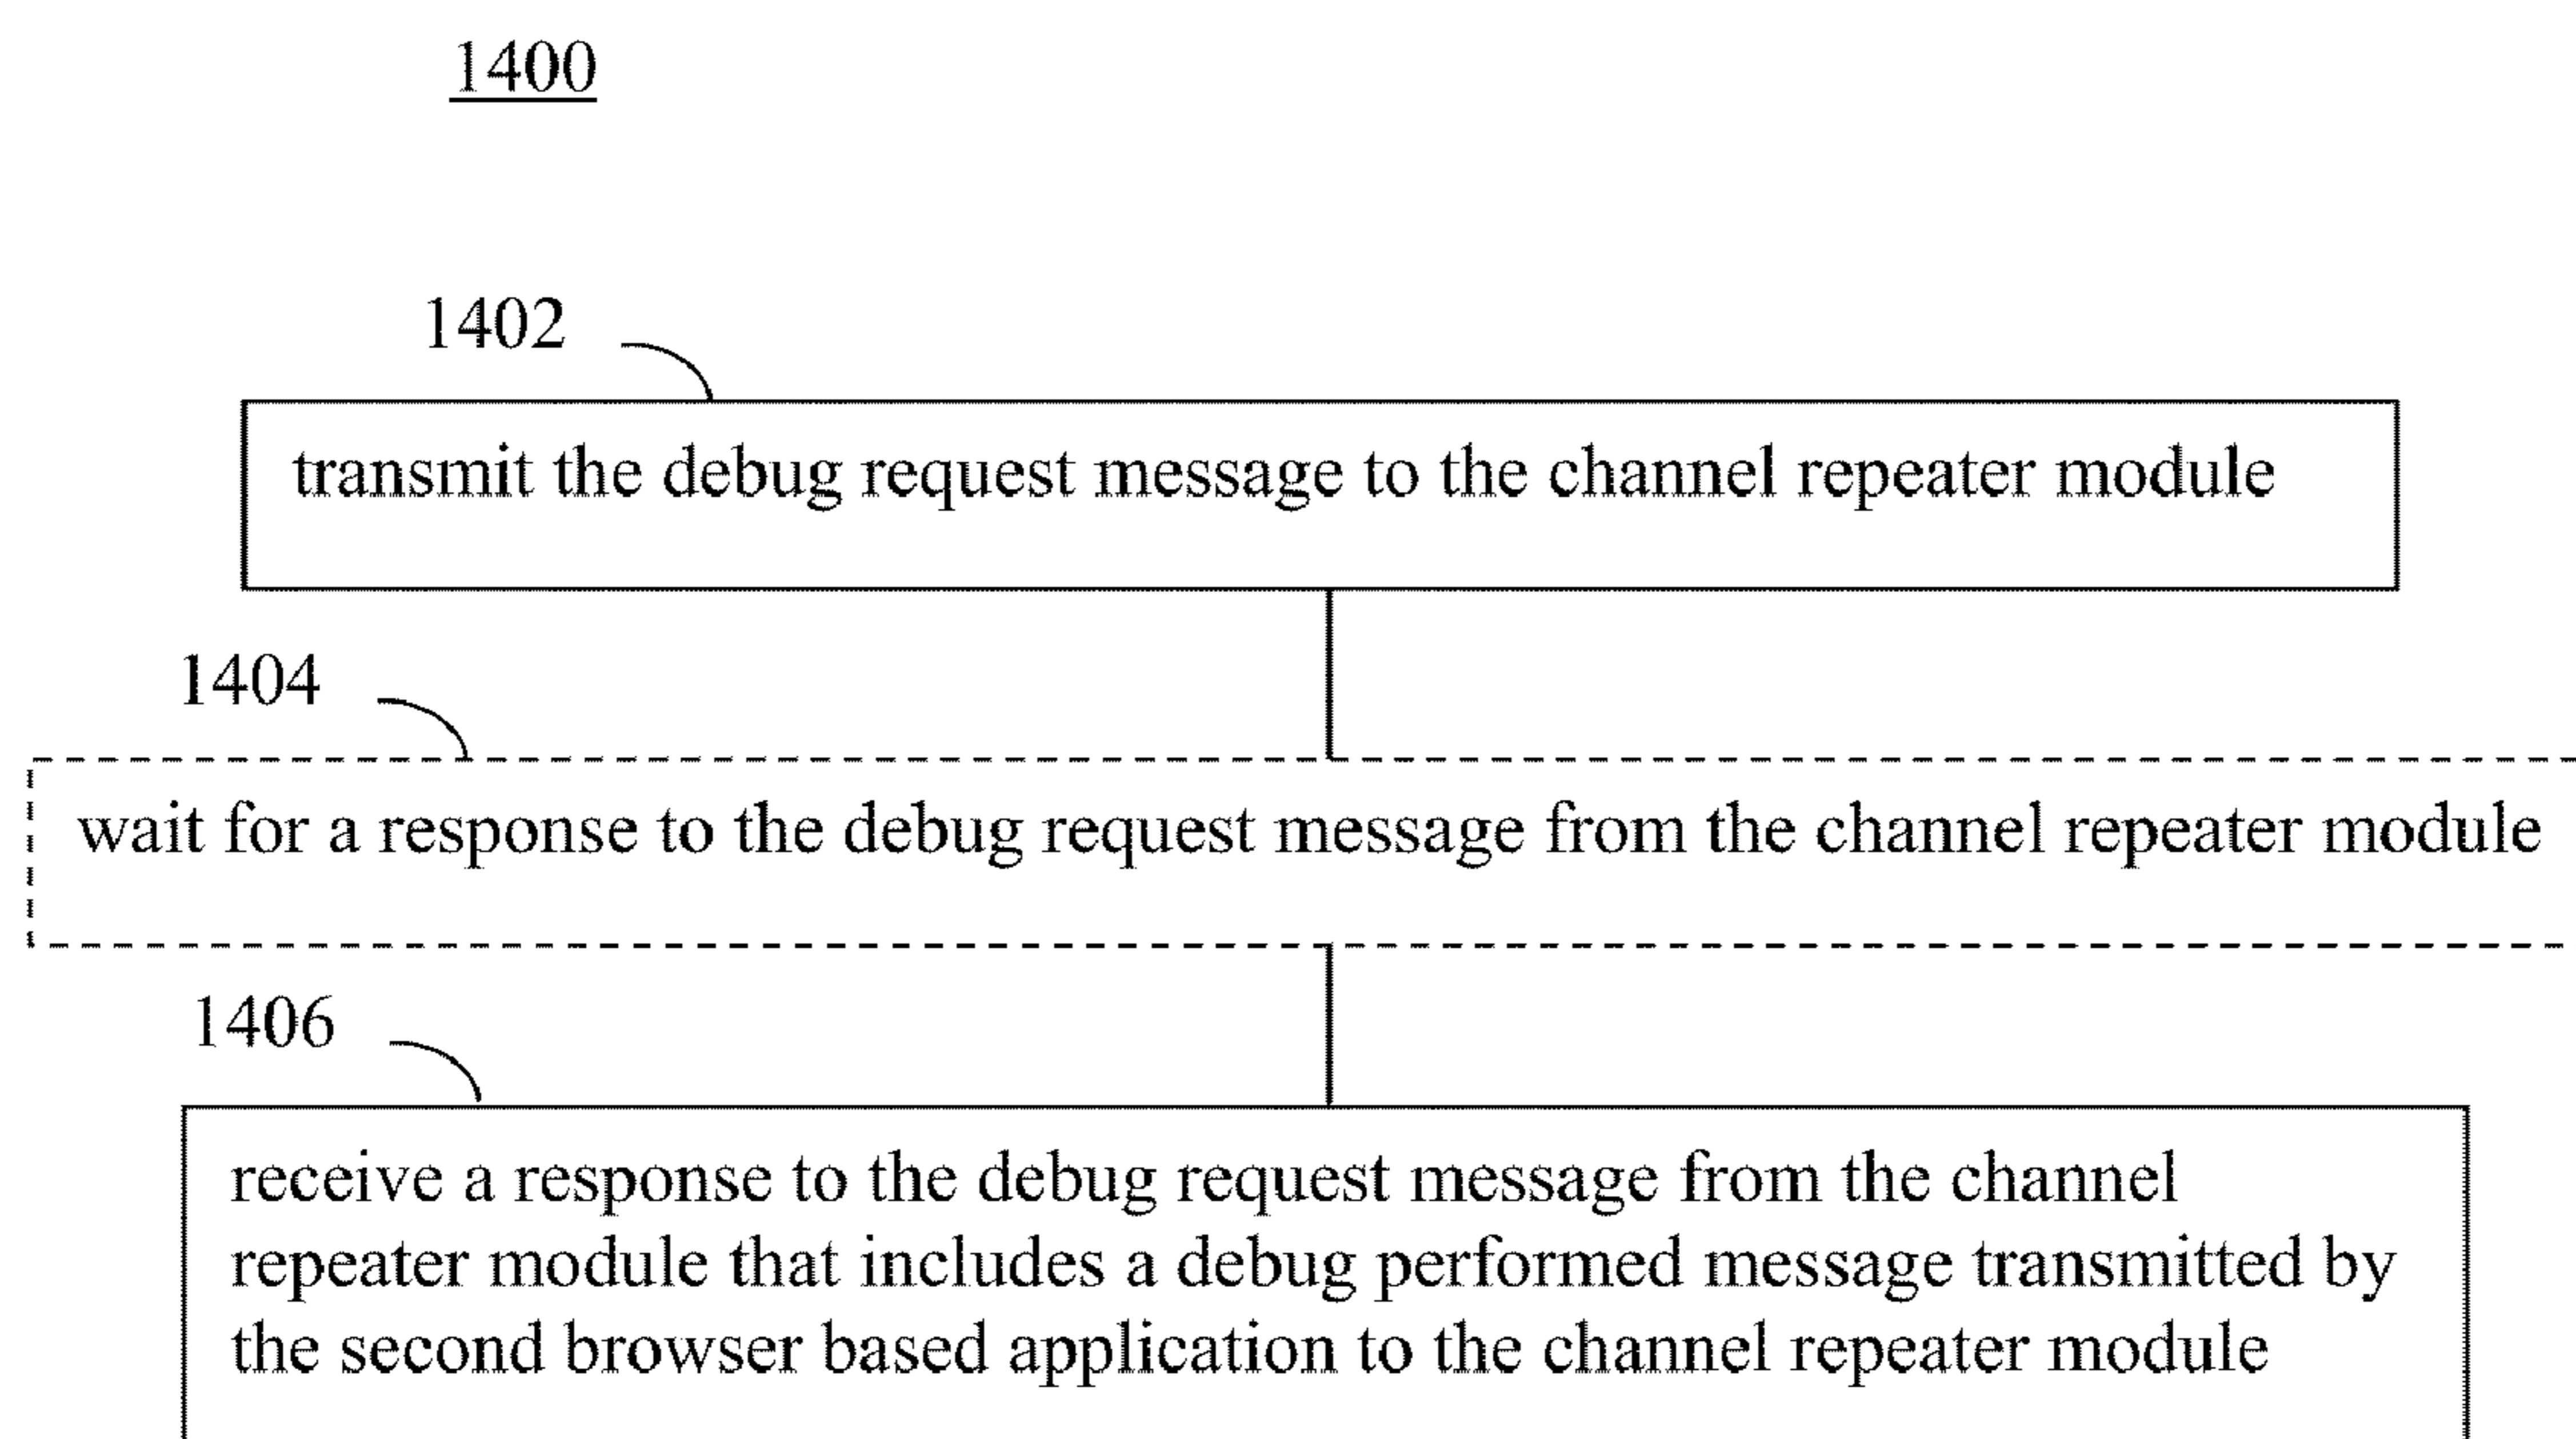 1400
1402
transmit the debug request message to the channel repeater module
1404
wait for a response to the debug request message from the channel repeater module
1406
receive a response to the debug request message from the channel
repeater module that includes a debug performed message transmitted by
the second browser based application to the channel repeater module